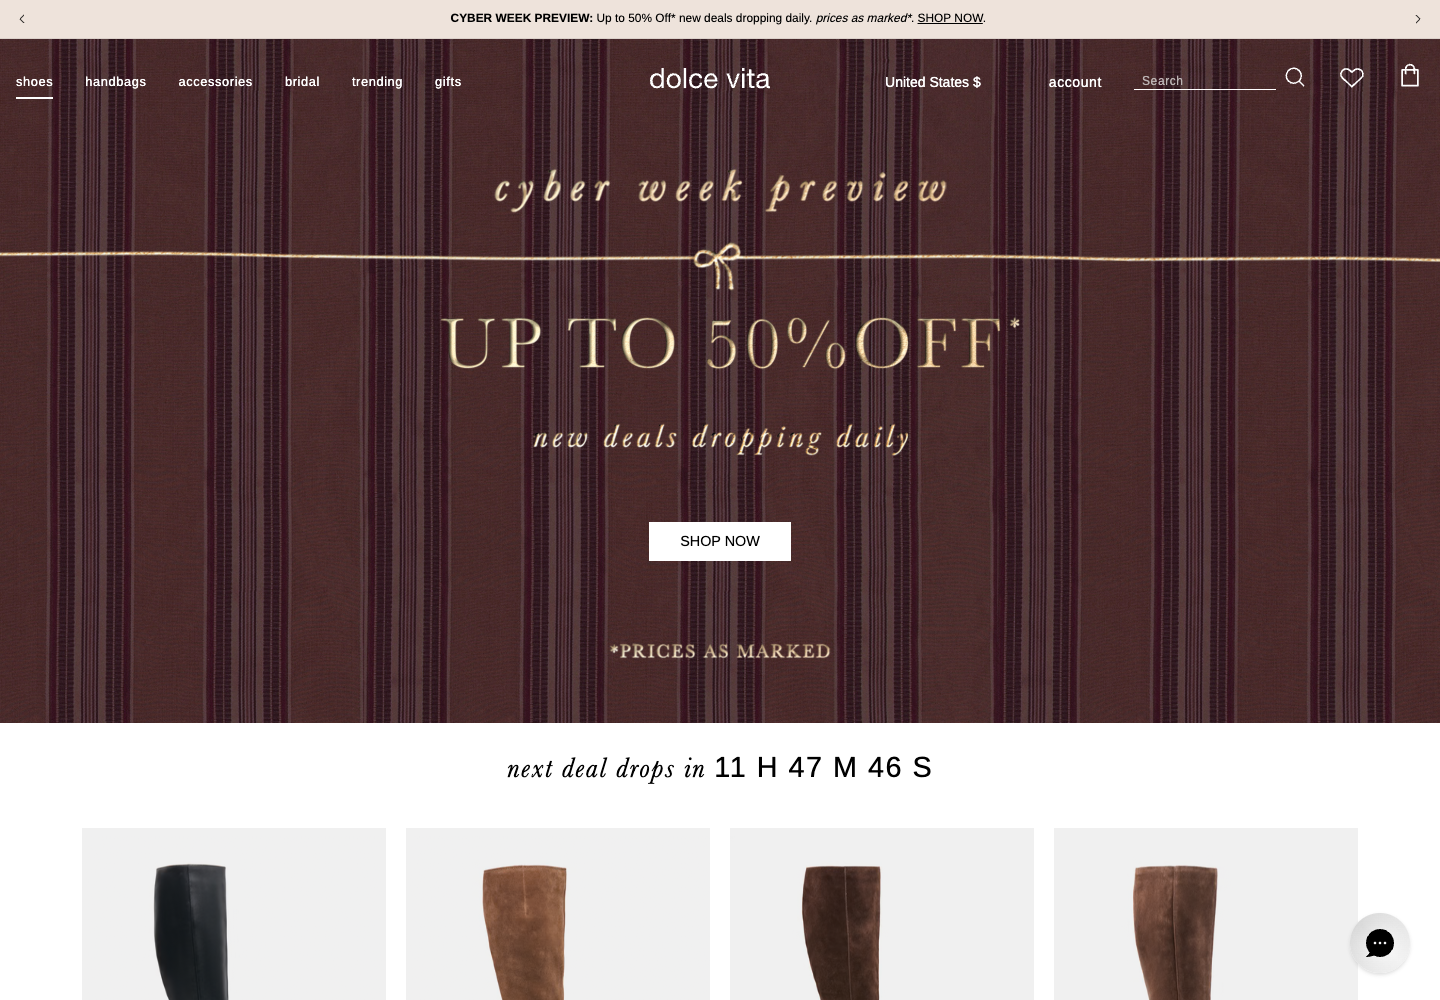 CYBER WEEK PREVIEW: Up to 50% Off* new deals dropping daily. prices as marked*. SHOP NOW.
shoes handbags accessories bridal trending gifts dolce vita United States $ account Search
cyber week preview
UP TO 50% OFF*
new deals dropping daily
SHOP NOW
*PRICES AS MARKED
next deal drops in 11 H 47 M 46 S